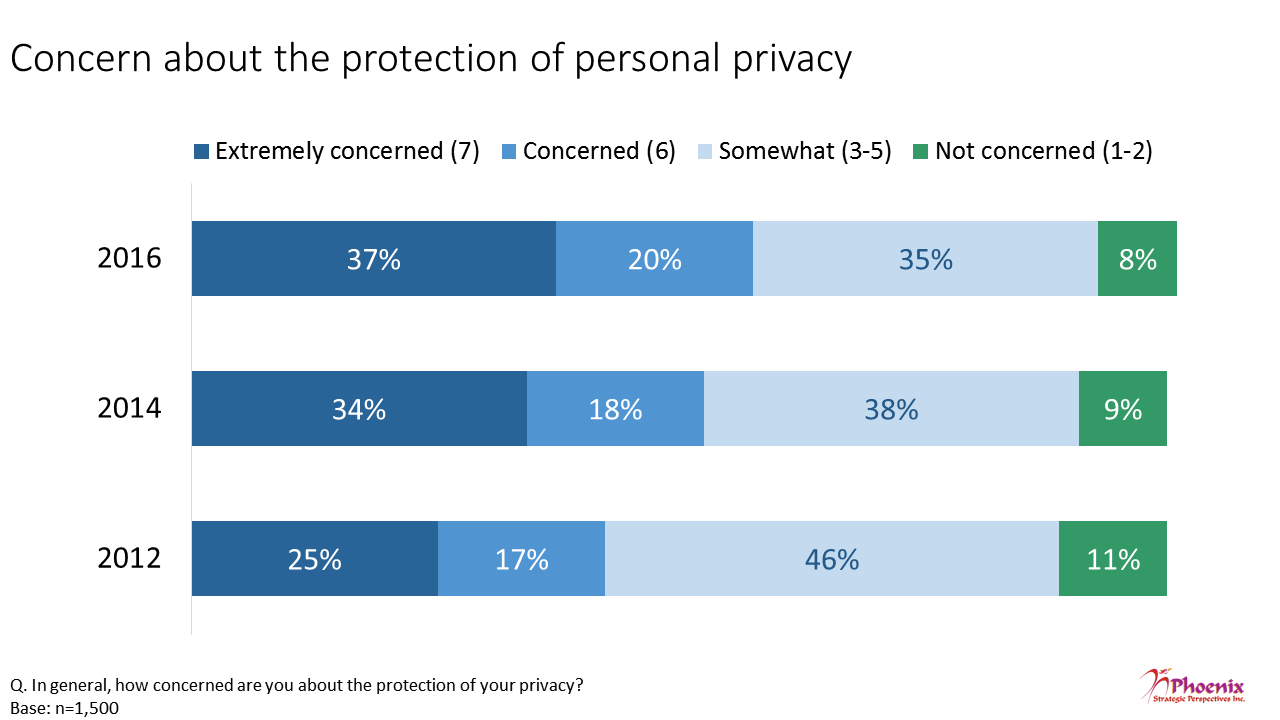 Concern about the protection of personal privacy
Extremely concerned (7) Concerned (6) Somewhat (3-5) Not concerned (1-2)
2016 37% 20% 35% 8%
2014 34% 18% 38% 9%
2012 25% 17% 46% 11%
Q. In general, how concerned are you about the protection of your privacy?
Base: n=1,500
Phoenix
Strategic Perspectives Inc.